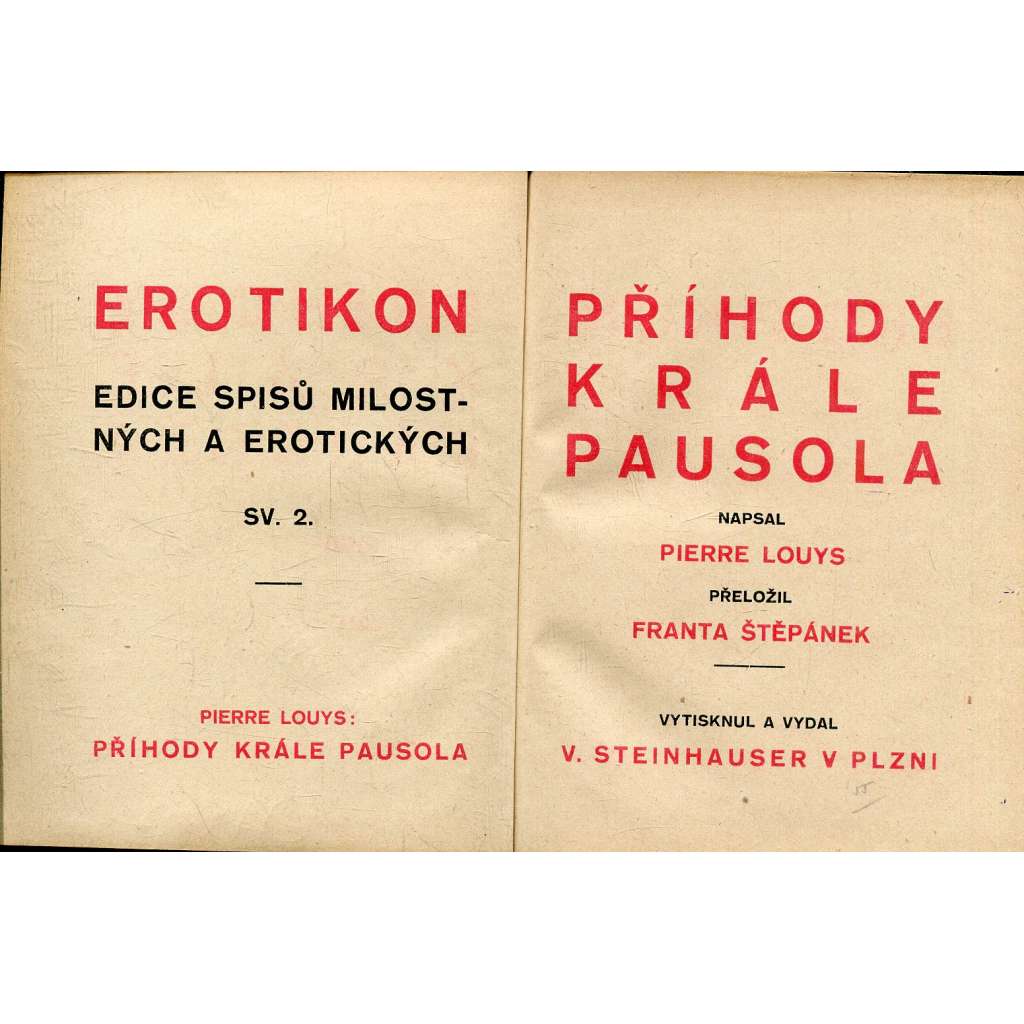 EROTIKON
EDICE SPISŮ MILOST-
NÝCH A EROTICKÝCH
SV. 2.
PIERRE LOUYS:
PŘÍHODY KRÁLE PAUSOLA
PŘÍHODY
KRÁLE
PAUSOLA
NAPSAL
PIERRE LOUYS
PŘELOŽIL
FRANTA ŠTĚPÁNEK
VYTISKNUL A VYDAL
V. STEINHAUSER V PLZNI